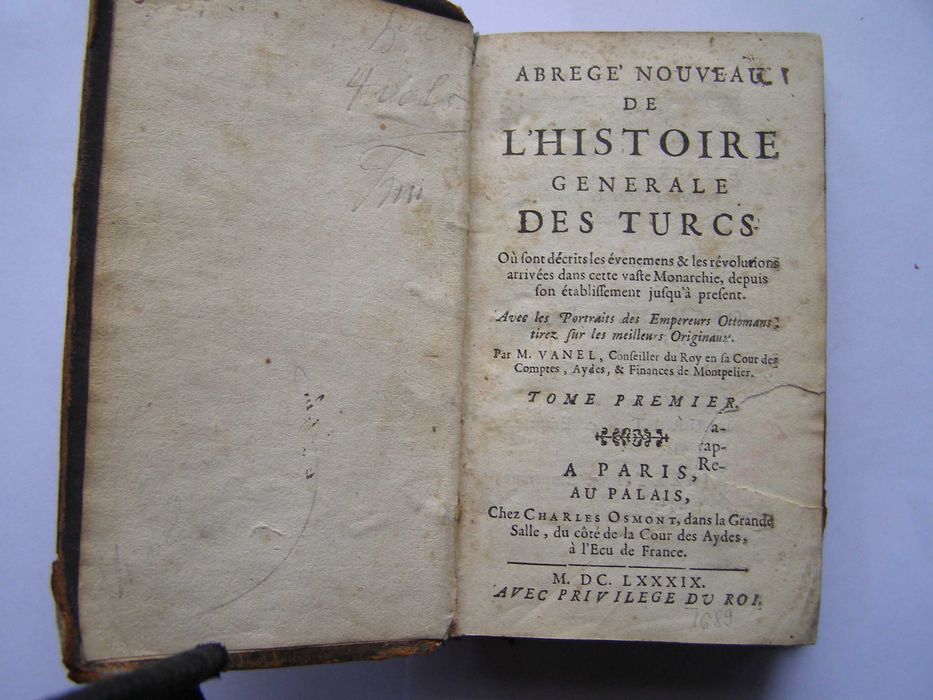 4 vols
ABREGE' NOUVEAU
DE
L'HISTOIRE
GENERALE
DES TURCS
Où ſont décrits les évenemens & les révolutions
arrivées dans cette vaſte Monarchie, depuis
ſon établiſſement juſqu'à preſent.
Avec les Portraits des Empereurs Ottomans,
tirez ſur les meilleurs Originaux.
Par M. VANEL, Conſeiller du Roy en ſa Cour des
Comptes, Aydes, & Finances de Montpelier.
TOME PREMIER.
a-
cap-
Re-
A PARIS,
AU PALAIS,
Chez CHARLES OSMONT, dans la Grande
Salle, du côté de la Cour des Aydes,
à l'Ecu de France.
M. DC. LXXXIX.
AVEC PRIVILEGE DU ROI.
1689